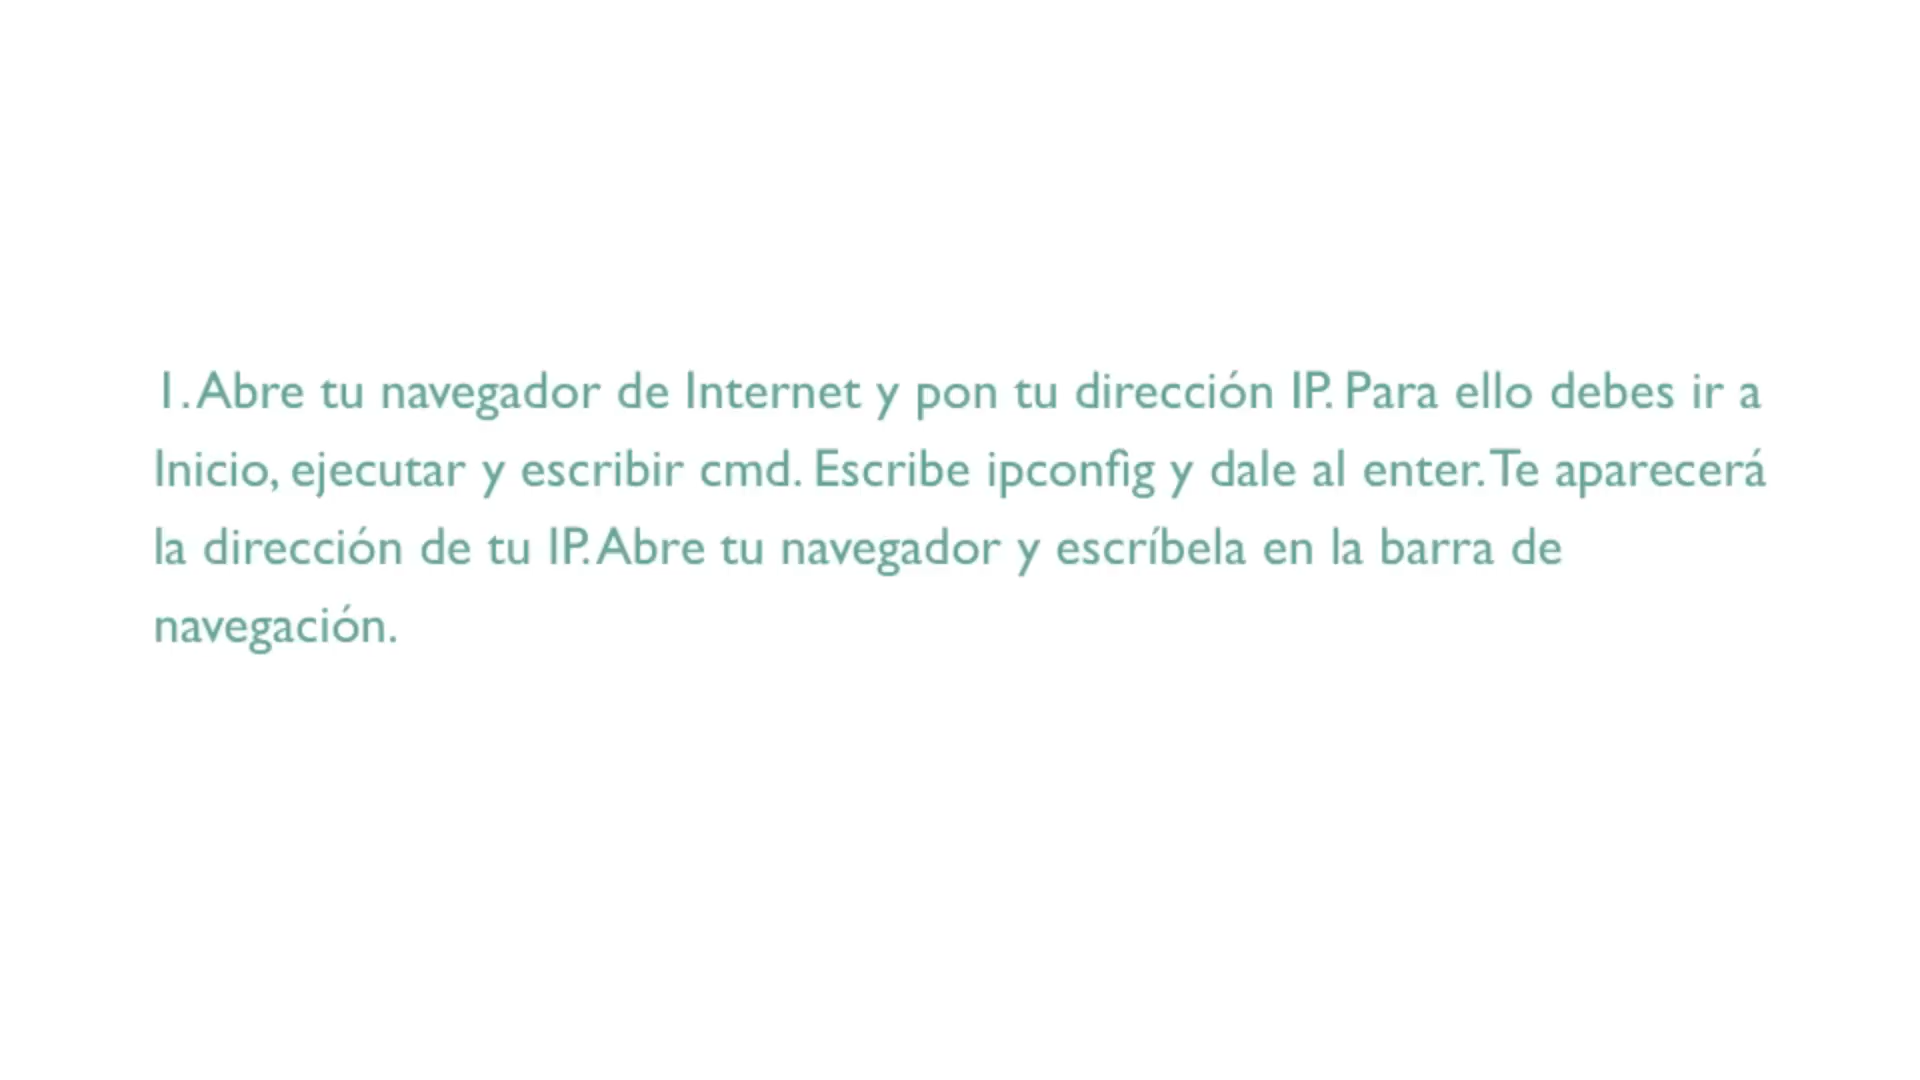 1. Abre tu navegador de Internet y pon tu dirección IP. Para ello debes ir a
Inicio, ejecutar y escribir cmd. Escribe ipconfig y dale al enter. Te aparecerá
la dirección de tu IP. Abre tu navegador y escríbela en la barra de
navegación.